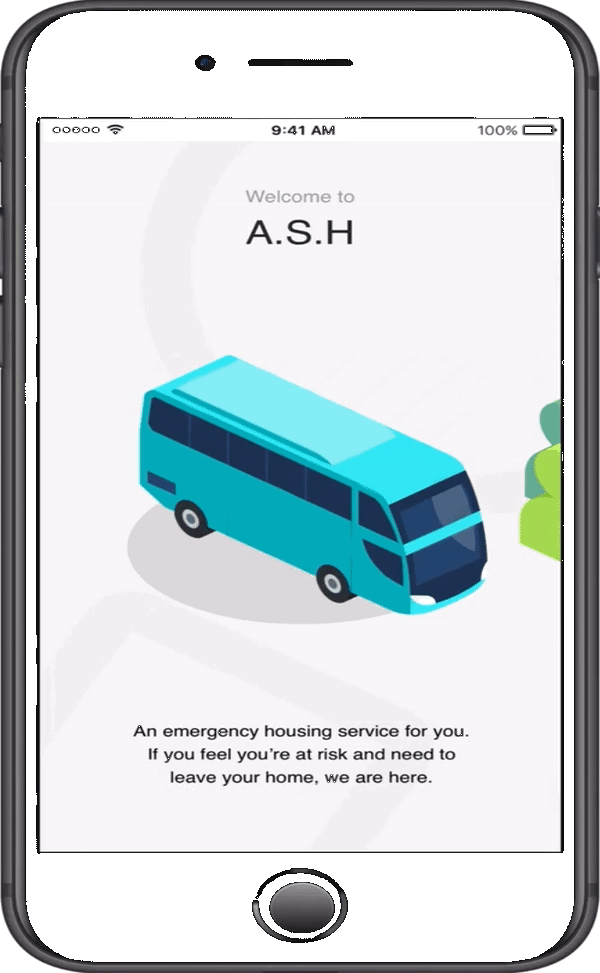 9:41 AM
100%
Welcome to
A.S.H
An emergency housing service for you.
If you feel you're at risk and need to
leave your home, we are here.